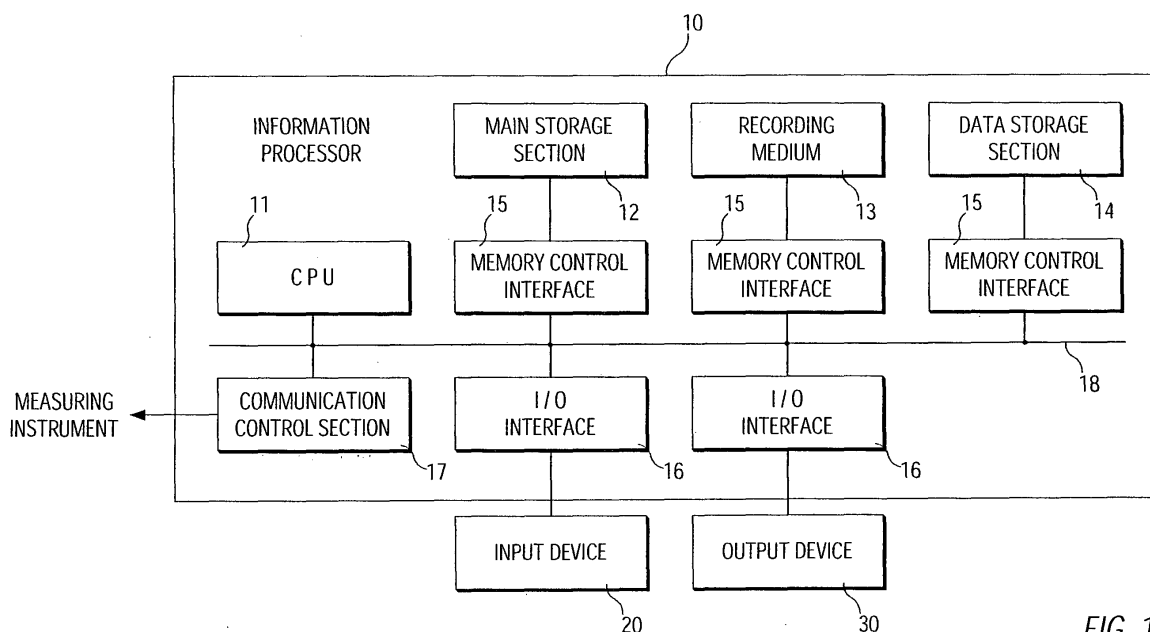 10
INFORMATION
PROCESSOR
MAIN STORAGE
SECTION
RECORDING
MEDIUM
DATA STORAGE
SECTION
11
15
12
15
13
15
14
CPU
MEMORY CONTROL
INTERFACE
MEMORY CONTROL
INTERFACE
MEMORY CONTROL
INTERFACE
18
MEASURING
INSTRUMENT
COMMUNICATION
CONTROL SECTION
I/O
INTERFACE
I/O
INTERFACE
17
16
16
INPUT DEVICE
OUTPUT DEVICE
20
30
FIG. 1